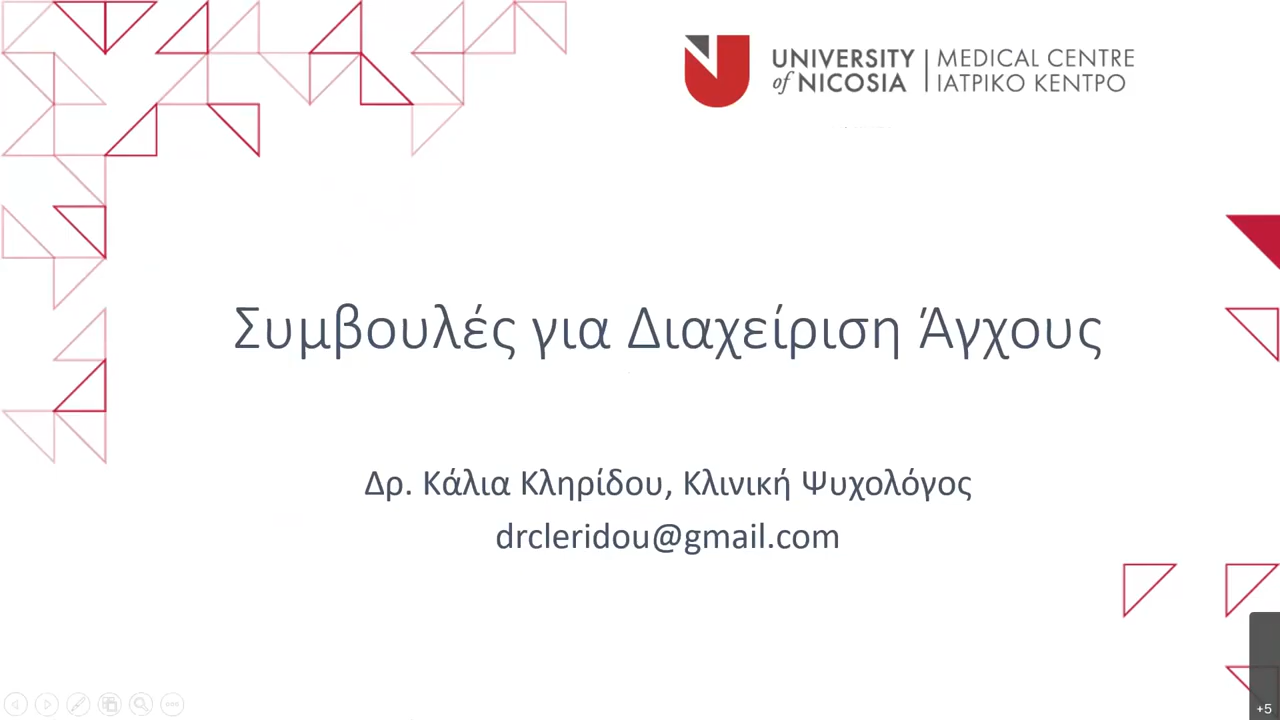 UNIVERSITY
of NICOSIA
MEDICAL CENTRE
ΙΑΤΡΙΚΟ ΚΕΝΤΡΟ
Συμβουλές για Διαχείριση Άγχους
Δρ. Κάλια Κληρίδου, Κλινική Ψυχολόγος
drcleridou@gmail.com
+5